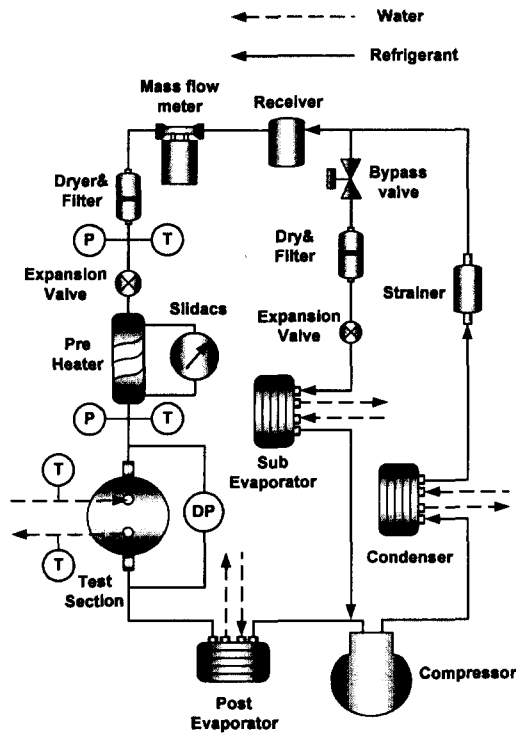 Water
Refrigerant
Mass flow
meter
Receiver
Bypass
valve
Dryer&
Filter
P
T
Dry&
Filter
Expansion
Valve
Slidacs
Expansion
Valve
Strainer
Pre
Heater
P
T
Sub
Evaporator
T
DP
Condenser
T
Test
Section
Compressor
Post
Evaporator